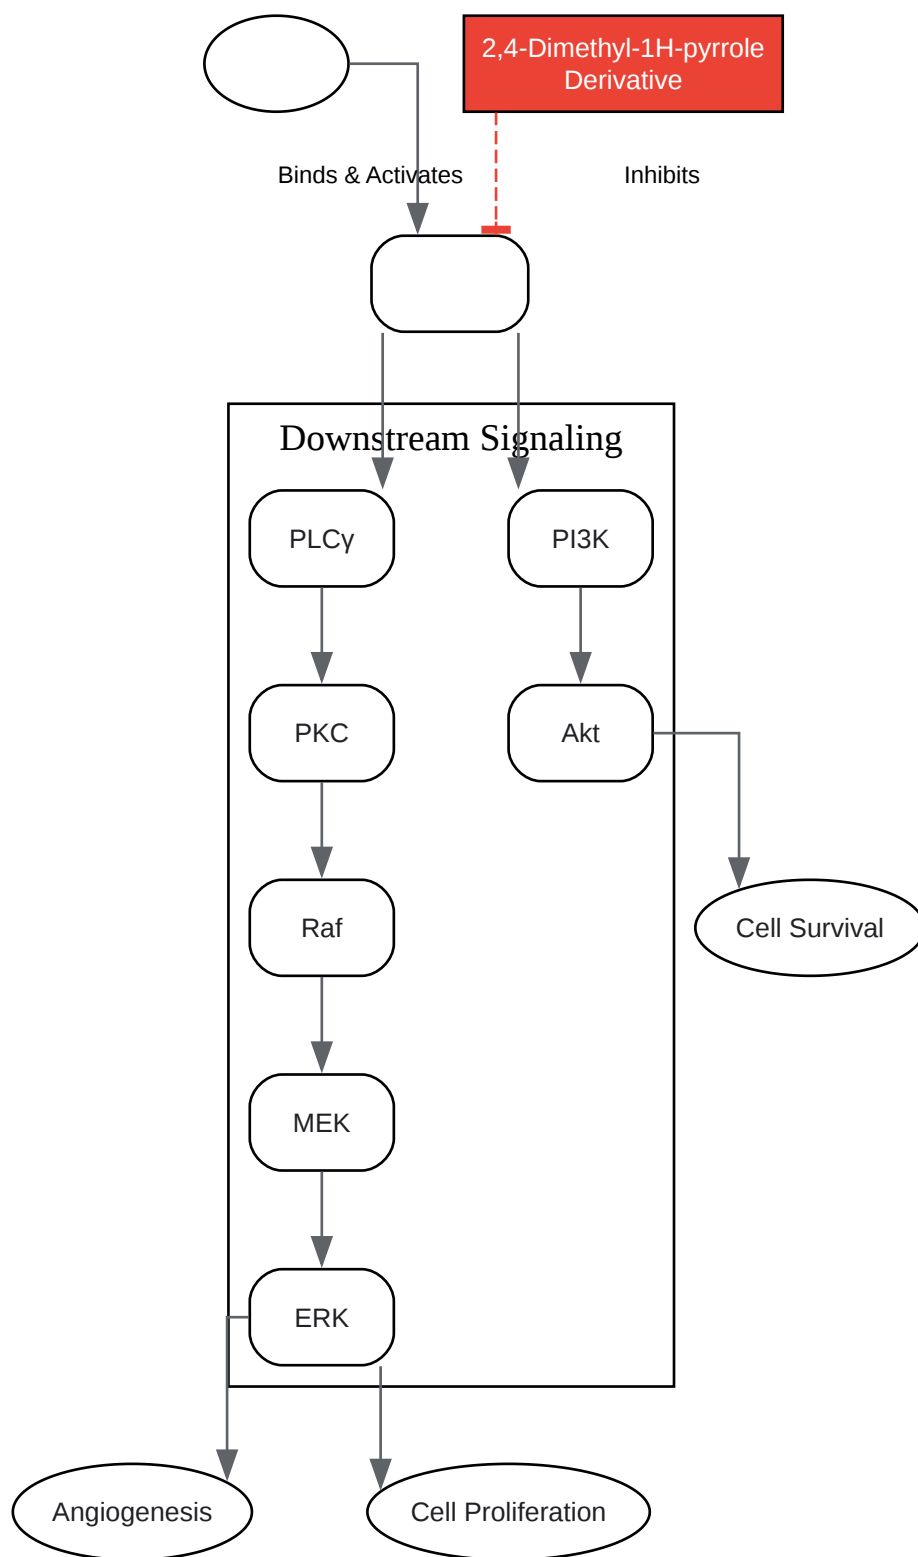 2,4-Dimethyl-1H-pyrrole
Derivative
Binds & Activates
Inhibits
Downstream Signaling
PLCγ
PI3K
PKC
Akt
Raf
Cell Survival
MEK
ERK
Angiogenesis
Cell Proliferation